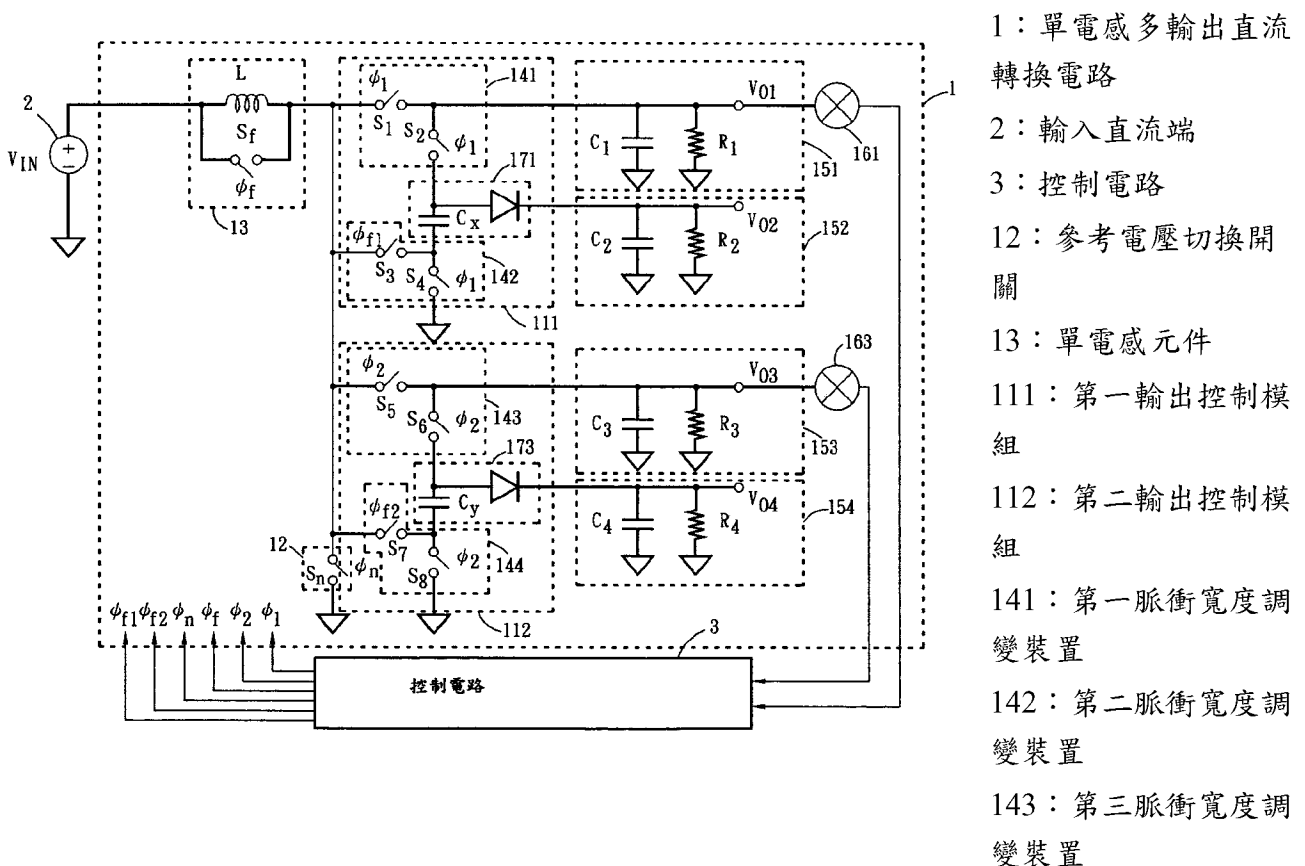 L
S_f
ϕ_f
13
2
V_IN
ϕ_1
S_1
S_2
ϕ_1
141
171
C_x
ϕ_f1
S_3
S_4
ϕ_1
142
111
C_1
R_1
V_01
151
161
1
C_2
R_2
V_02
152
ϕ_2
S_5
S_6
ϕ_2
143
173
C_y
ϕ_f2
S_7
S_8
ϕ_2
144
112
12
S_n
ϕ_n
C_3
R_3
V_03
153
163
C_4
R_4
V_04
154
ϕ_f1 ϕ_f2 ϕ_n ϕ_f ϕ_2 ϕ_1
3
控制電路
1：單電感多輸出直流
轉換電路
2：輸入直流端
3：控制電路
12：參考電壓切換開
關
13：單電感元件
111：第一輸出控制模
組
112：第二輸出控制模
組
141：第一脈衝寬度調
變裝置
142：第二脈衝寬度調
變裝置
143：第三脈衝寬度調
變裝置